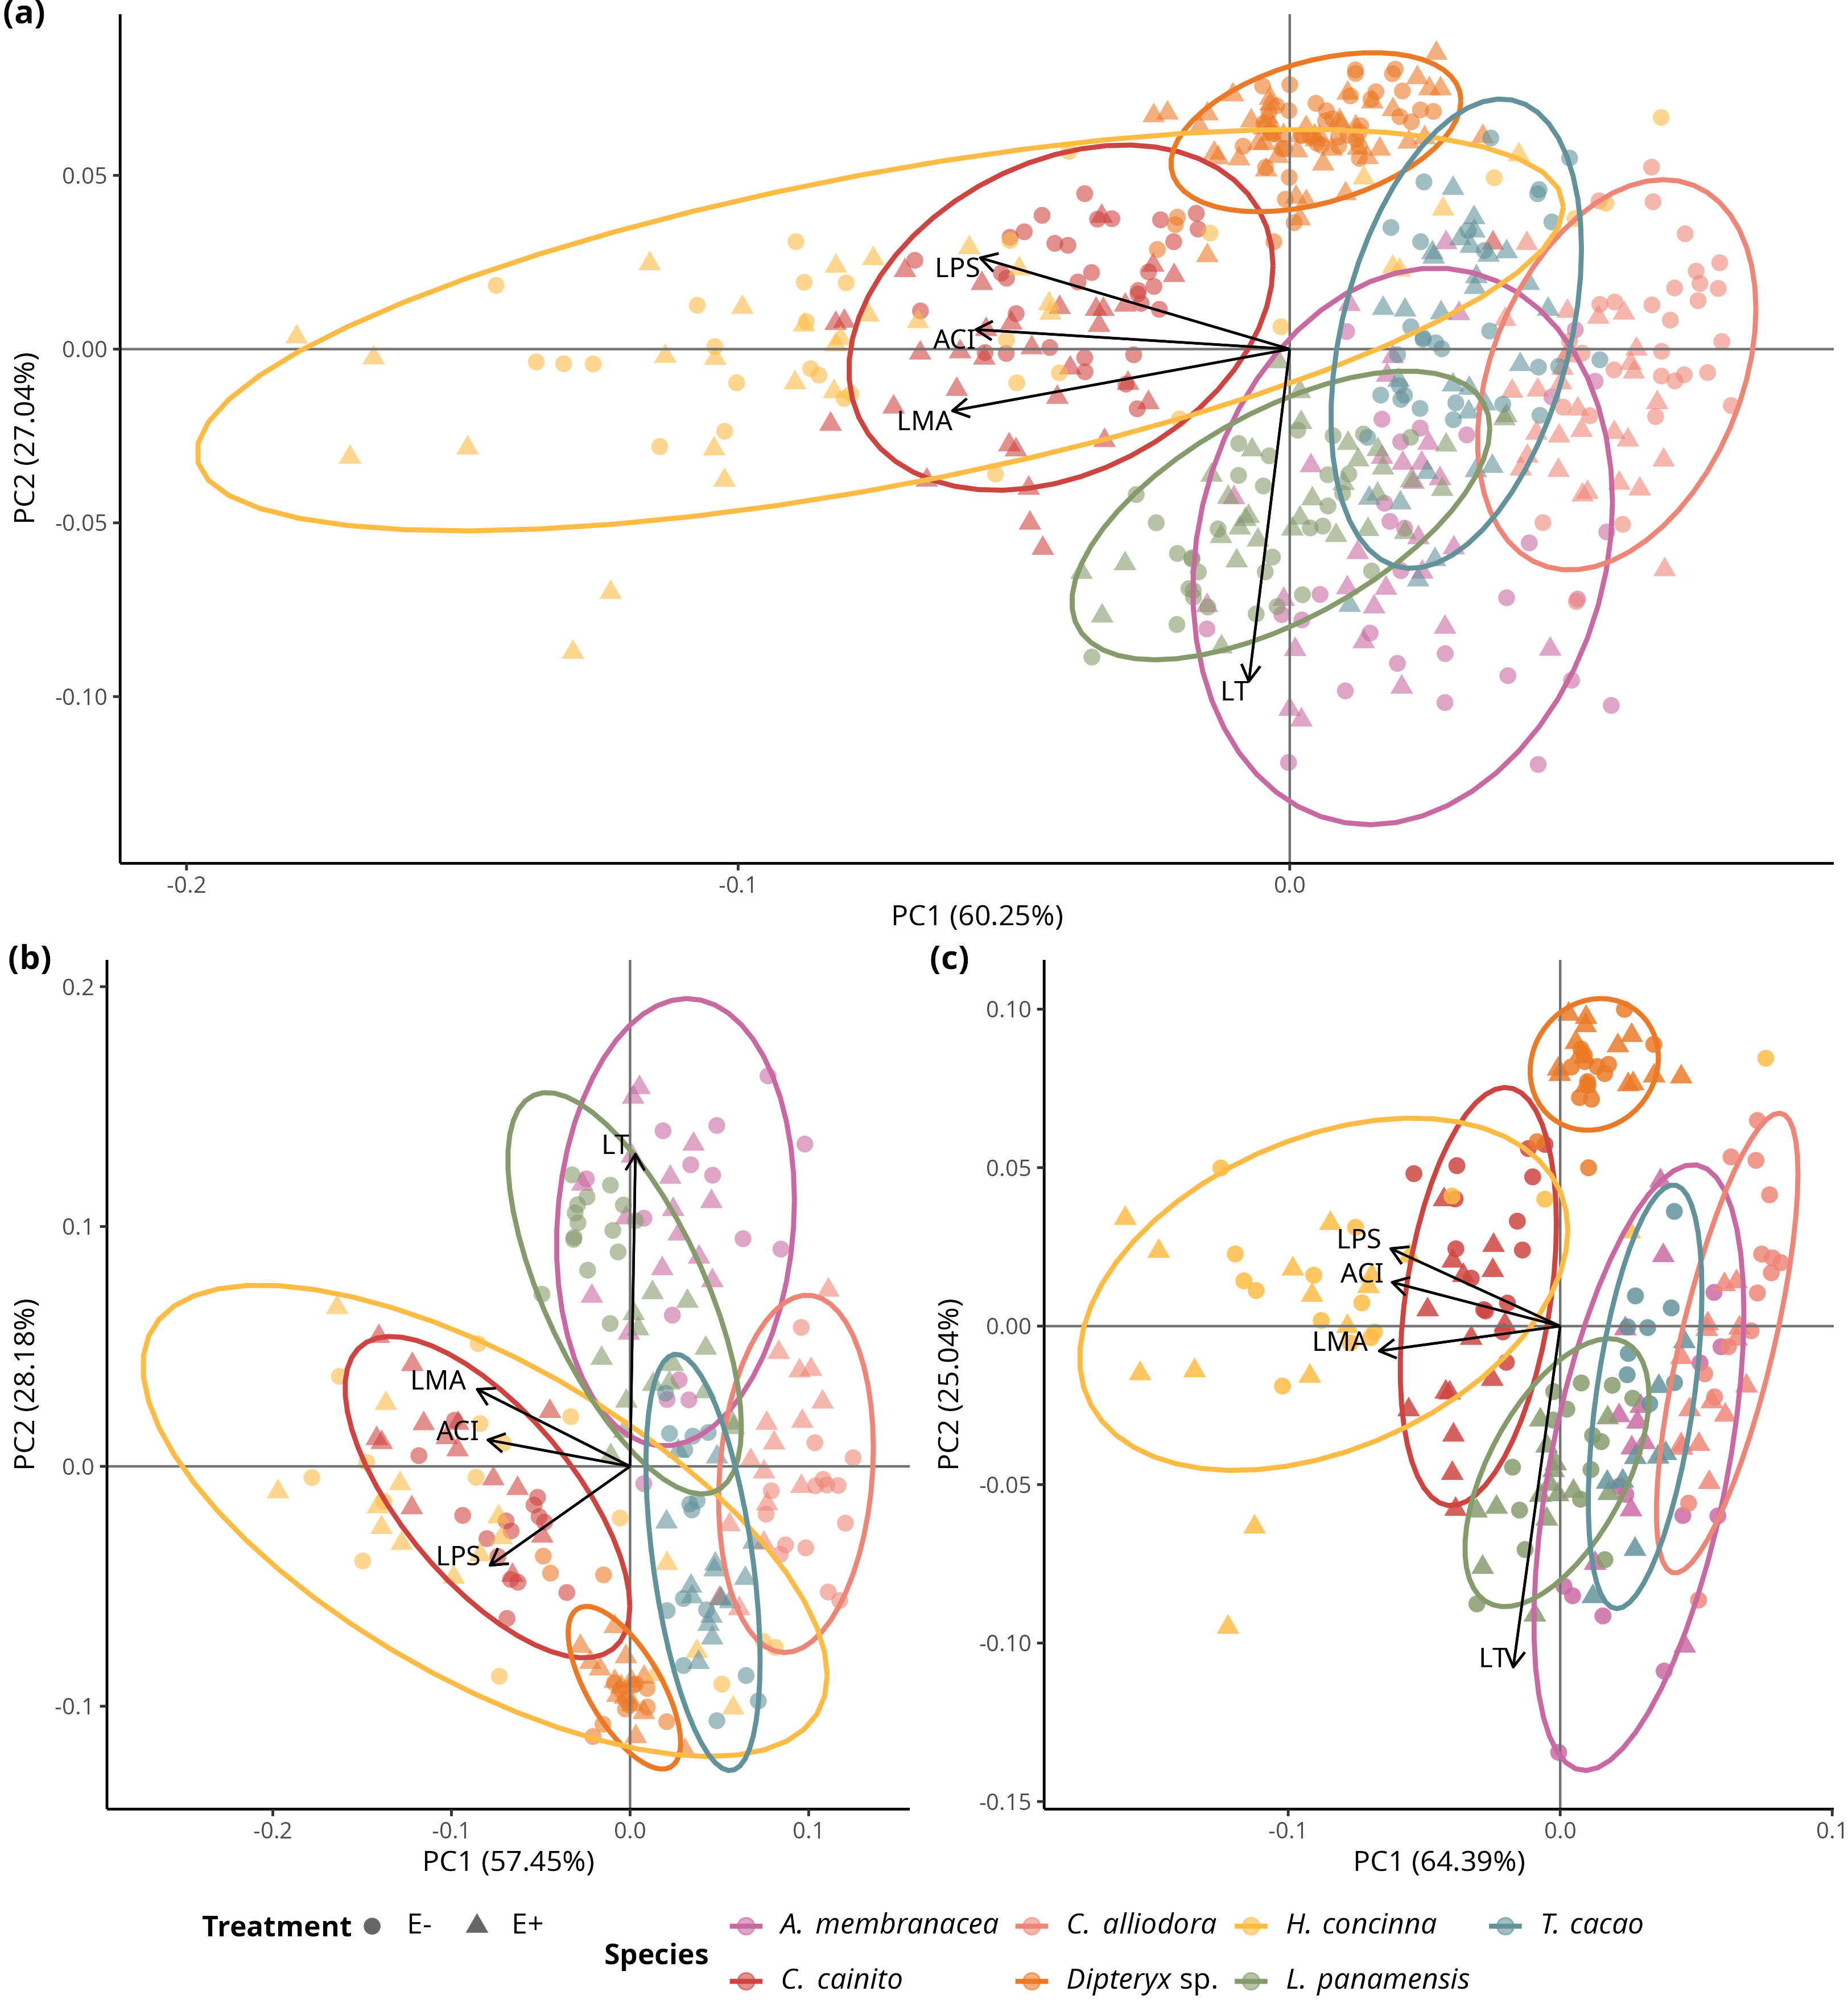 (a)
0.05
0.00
-0.05
-0.10
PC2 (27.04%)
LPS
ACI
LMA
LT
-0.2
-0.1
0.0
PC1 (60.25%)
(b)
0.2
0.1
0.0
-0.1
PC2 (28.18%)
LT
LMA
ACI
LPS
-0.2
-0.1
0.0
0.1
PC1 (57.45%)
(c)
0.10
0.05
0.00
-0.05
-0.10
-0.15
PC2 (25.04%)
LPS
ACI
LMA
LT
-0.1
0.0
0.1
PC1 (64.39%)
Treatment E- E+
Species
A. membranacea C. alliodora H. concinna T. cacao
C. cainito Dipteryx sp. L. panamensis